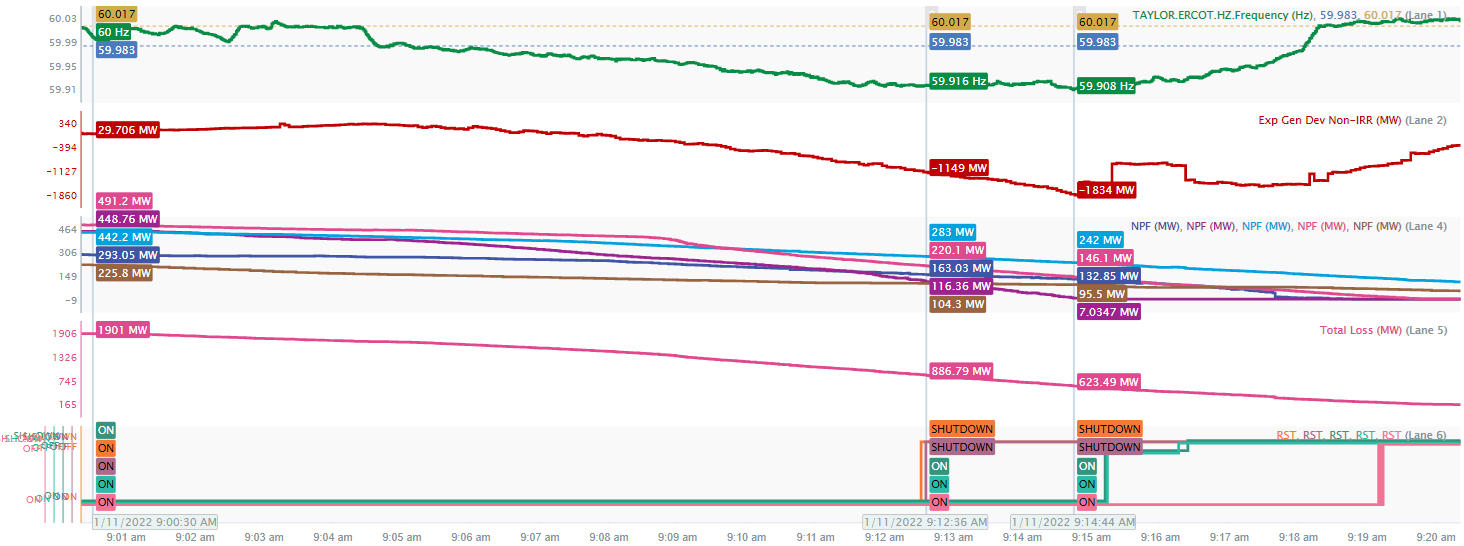 TAYLOR.ERCOT.HZ.Frequency (Hz), 59.983, 60.017 (Lane 1)
60.03
59.99
59.95
59.91
60.017
60 Hz
59.983
60.017
59.983
59.916 Hz
60.017
59.983
59.908 Hz
Exp Gen Dev Non-IRR (MW) (Lane 2)
340
-394
-1127
-1860
29.706 MW
-1149 MW
-1834 MW
NPF (MW), NPF (MW), NPF (MW), NPF (MW), NPF (MW) (Lane 4)
464
306
149
-9
491.2 MW
448.76 MW
442.2 MW
293.05 MW
225.8 MW
283 MW
220.1 MW
163.03 MW
116.36 MW
104.3 MW
242 MW
146.1 MW
132.85 MW
95.5 MW
7.0347 MW
Total Loss (MW) (Lane 5)
1906
1326
745
165
1901 MW
886.79 MW
623.49 MW
RST, RST, RST, RST, RST (Lane 6)
ON
ON
ON
ON
ON
SHUTDOWN
SHUTDOWN
ON
ON
ON
SHUTDOWN
SHUTDOWN
ON
ON
ON
1/11/2022 9:00:30 AM
1/11/2022 9:12:36 AM
1/11/2022 9:14:44 AM
9:01 am
9:02 am
9:03 am
9:04 am
9:05 am
9:06 am
9:07 am
9:08 am
9:09 am
9:10 am
9:11 am
9:12 am
9:13 am
9:14 am
9:15 am
9:16 am
9:17 am
9:18 am
9:19 am
9:20 am